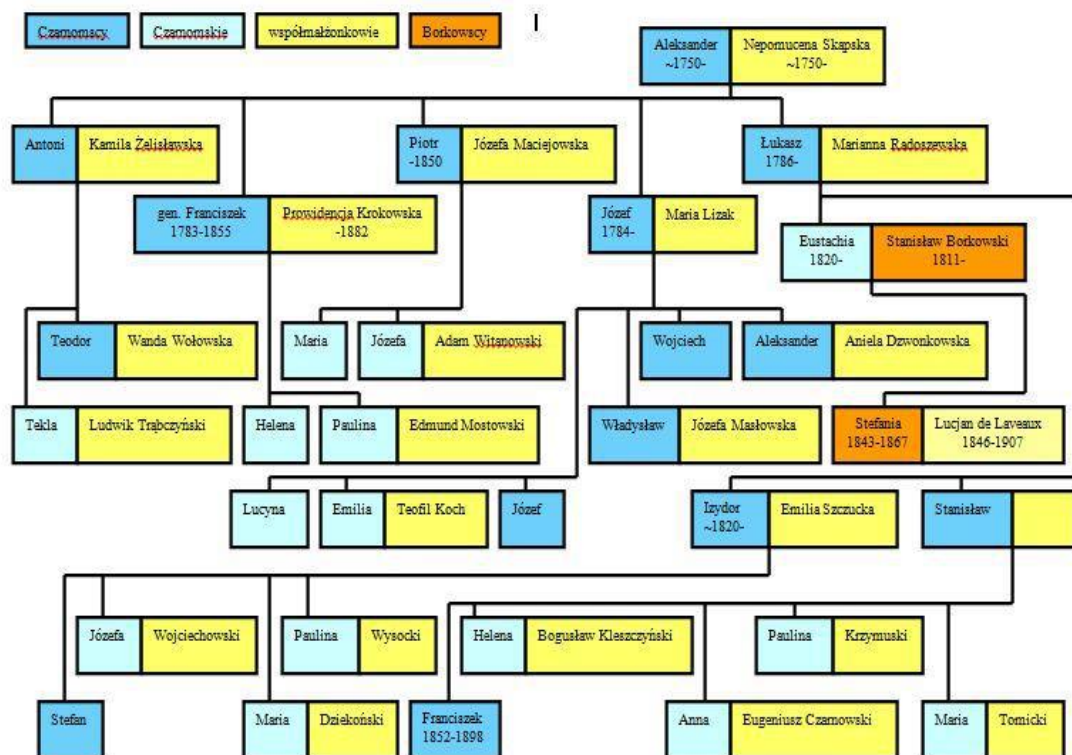 Czarnomscy
Czarnomskie
współmałżonkowie
Borkowscy
Aleksander
~1750-
Nepomucena Skąpska
~1750-
Antoni
Kamila Żelisławska
Piotr
-1850
Józefa Maciejowska
Łukasz
1786-
Marianna Radoszewska
gen. Franciszek
1783-1855
Prowidencja Krokowska
-1882
Józef
1784-
Maria Lizak
Eustachia
1820-
Stanisław Borkowski
1811-
Teodor
Wanda Wołowska
Maria
Józefa
Adam Witanowski
Wojciech
Aleksander
Aniela Dzwonkowska
Tekla
Ludwik Trąbczyński
Helena
Paulina
Edmund Mostowski
Władysław
Józefa Masłowska
Stefania
1843-1867
Lucjan de Laveaux
1846-1907
Lucyna
Emilia
Teofil Koch
Józef
Izydor
~1820-
Emilia Szczucka
Stanisław
Józefa
Wojciechowski
Paulina
Wysocki
Helena
Bogusław Kleszczyński
Paulina
Krzymuski
Stefan
Maria
Dziekoński
Franciszek
1852-1898
Anna
Eugeniusz Czarnowski
Maria
Tomicki